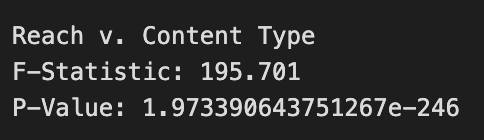 Reach v. Content Type
F-Statistic: 195.701
P-Value: 1.973390643751267e-246